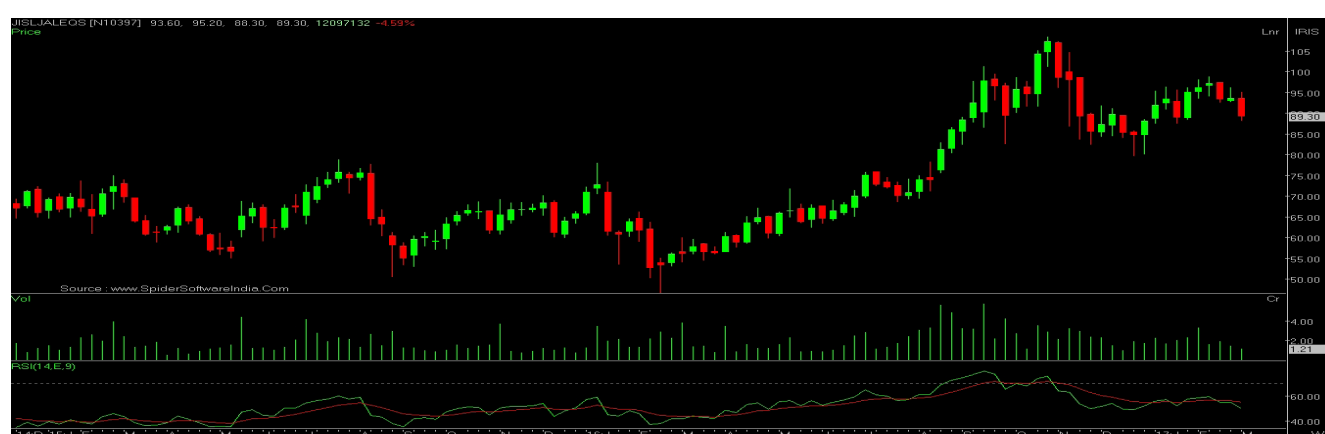 JISLJALEQS [N10397] 93.60, 95.20, 88.30, 89.30, 12097132 -4.59%
Price
Lnr IRIS
105
100
95.00
89.30
85.00
80.00
75.00
70.00
65.00
60.00
55.00
50.00
Source : www.SpiderSoftwareIndia.Com
Vol
Cr
4.00
2.00
1.21
RSI(14,E,9)
60.00
40.00